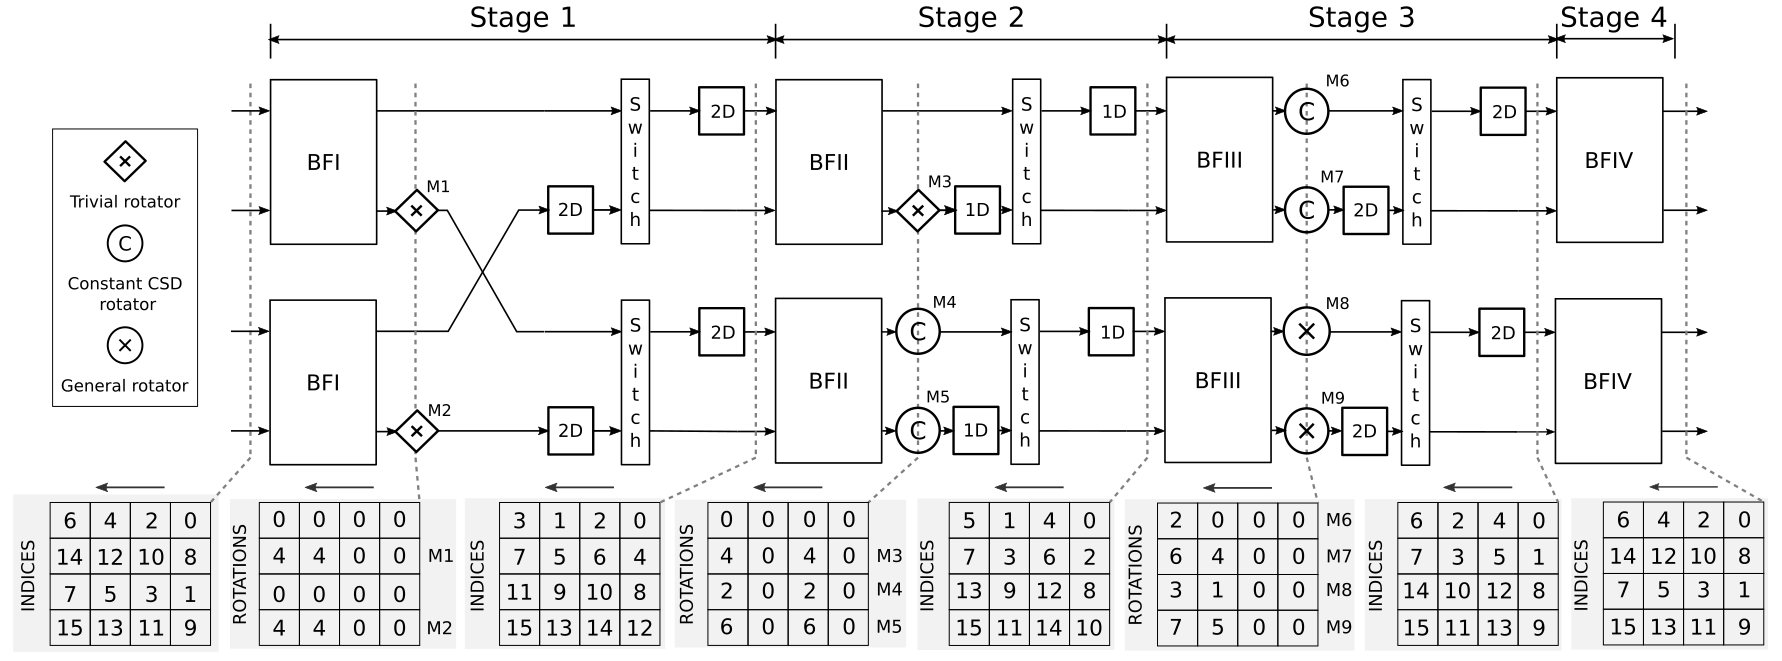 Stage 1
Stage 2
Stage 3
Stage 4
Trivial rotator
C
Constant CSD
rotator
General rotator
BFI
M1
2D
Switch
2D
BFI
M2
2D
Switch
2D
BFII
M3
1D
Switch
1D
BFII
C
M4
C
M5
1D
Switch
1D
BFIII
C
M6
C
M7
2D
Switch
2D
BFIII
M8
M9
2D
Switch
2D
BFIV
BFIV
INDICES
6 4 2 0
14 12 10 8
7 5 3 1
15 13 11 9
ROTATIONS
0 0 0 0
4 4 0 0 M1
0 0 0 0
4 4 0 0 M2
INDICES
3 1 2 0
7 5 6 4
11 9 10 8
15 13 14 12
ROTATIONS
0 0 0 0
4 0 4 0 M3
2 0 2 0 M4
6 0 6 0 M5
INDICES
5 1 4 0
7 3 6 2
13 9 12 8
15 11 14 10
ROTATIONS
2 0 0 0 M6
6 4 0 0 M7
3 1 0 0 M8
7 5 0 0 M9
INDICES
6 2 4 0
7 3 5 1
14 10 12 8
15 11 13 9
INDICES
6 4 2 0
14 12 10 8
7 5 3 1
15 13 11 9